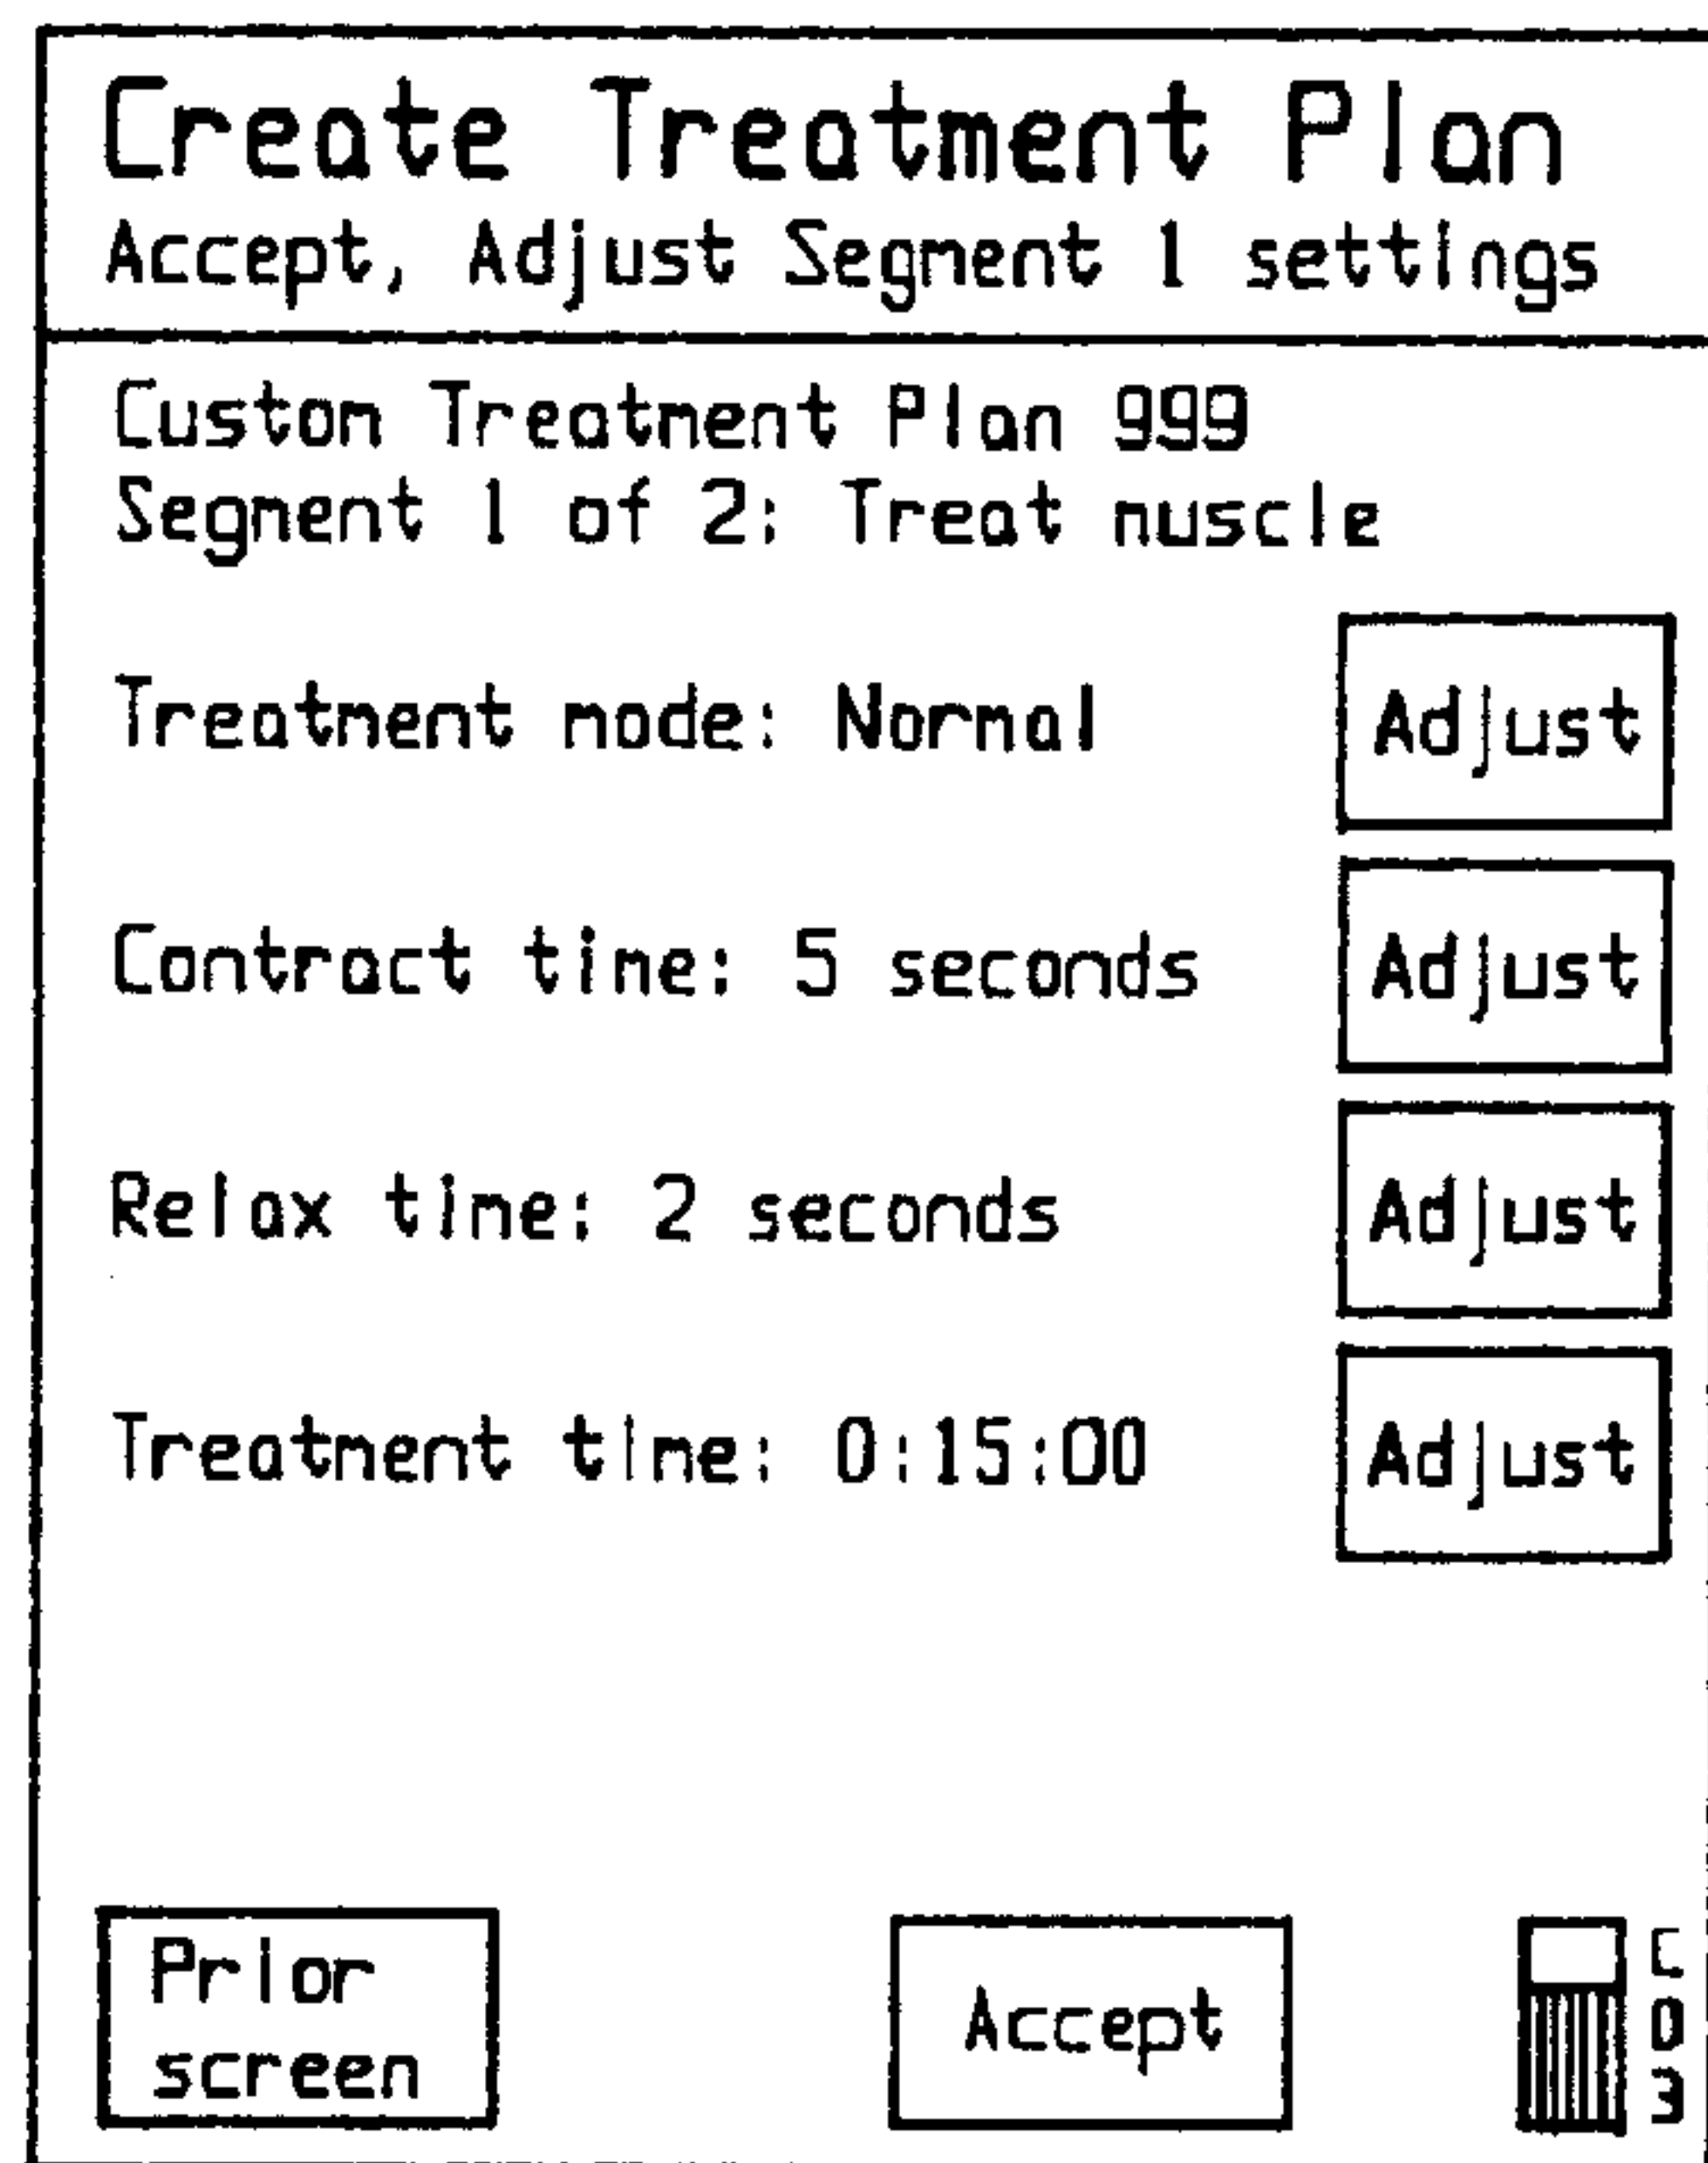 Create Treatment Plan
Accept, Adjust Segment 1 settings
Custom Treatment Plan 999
Segment 1 of 2: Treat muscle
Treatment mode: Normal
Adjust
Contract time: 5 seconds
Adjust
Relax time: 2 seconds
Adjust
Treatment time: 0:15:00
Adjust
Prior
screen
Accept
C
0
3